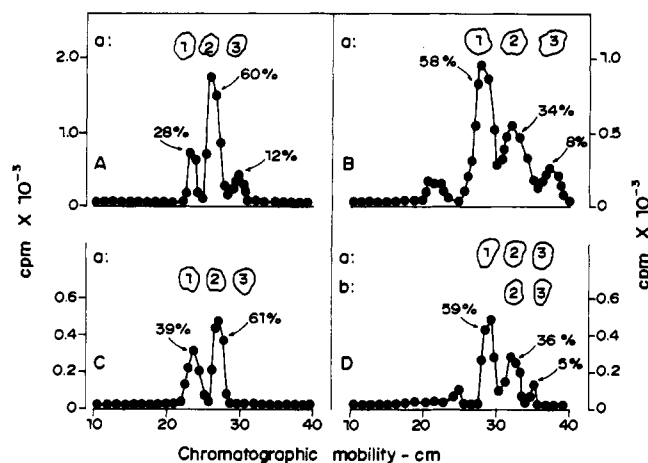 a: 1 2 3
2.0
1.0
0
cpm X 10⁻³
A
28%
60%
12%
a: 1 2 3
1.0
0.5
0
cpm X 10⁻³
B
58%
34%
8%
a: 1 2 3
0.6
0.4
0.2
0
cpm X 10⁻³
C
39%
61%
10 20 30 40
a: 1 2 3
b: 2 3
0.6
0.4
0.2
0
D
59%
36%
5%
10 20 30 40
Chromatographic mobility - cm